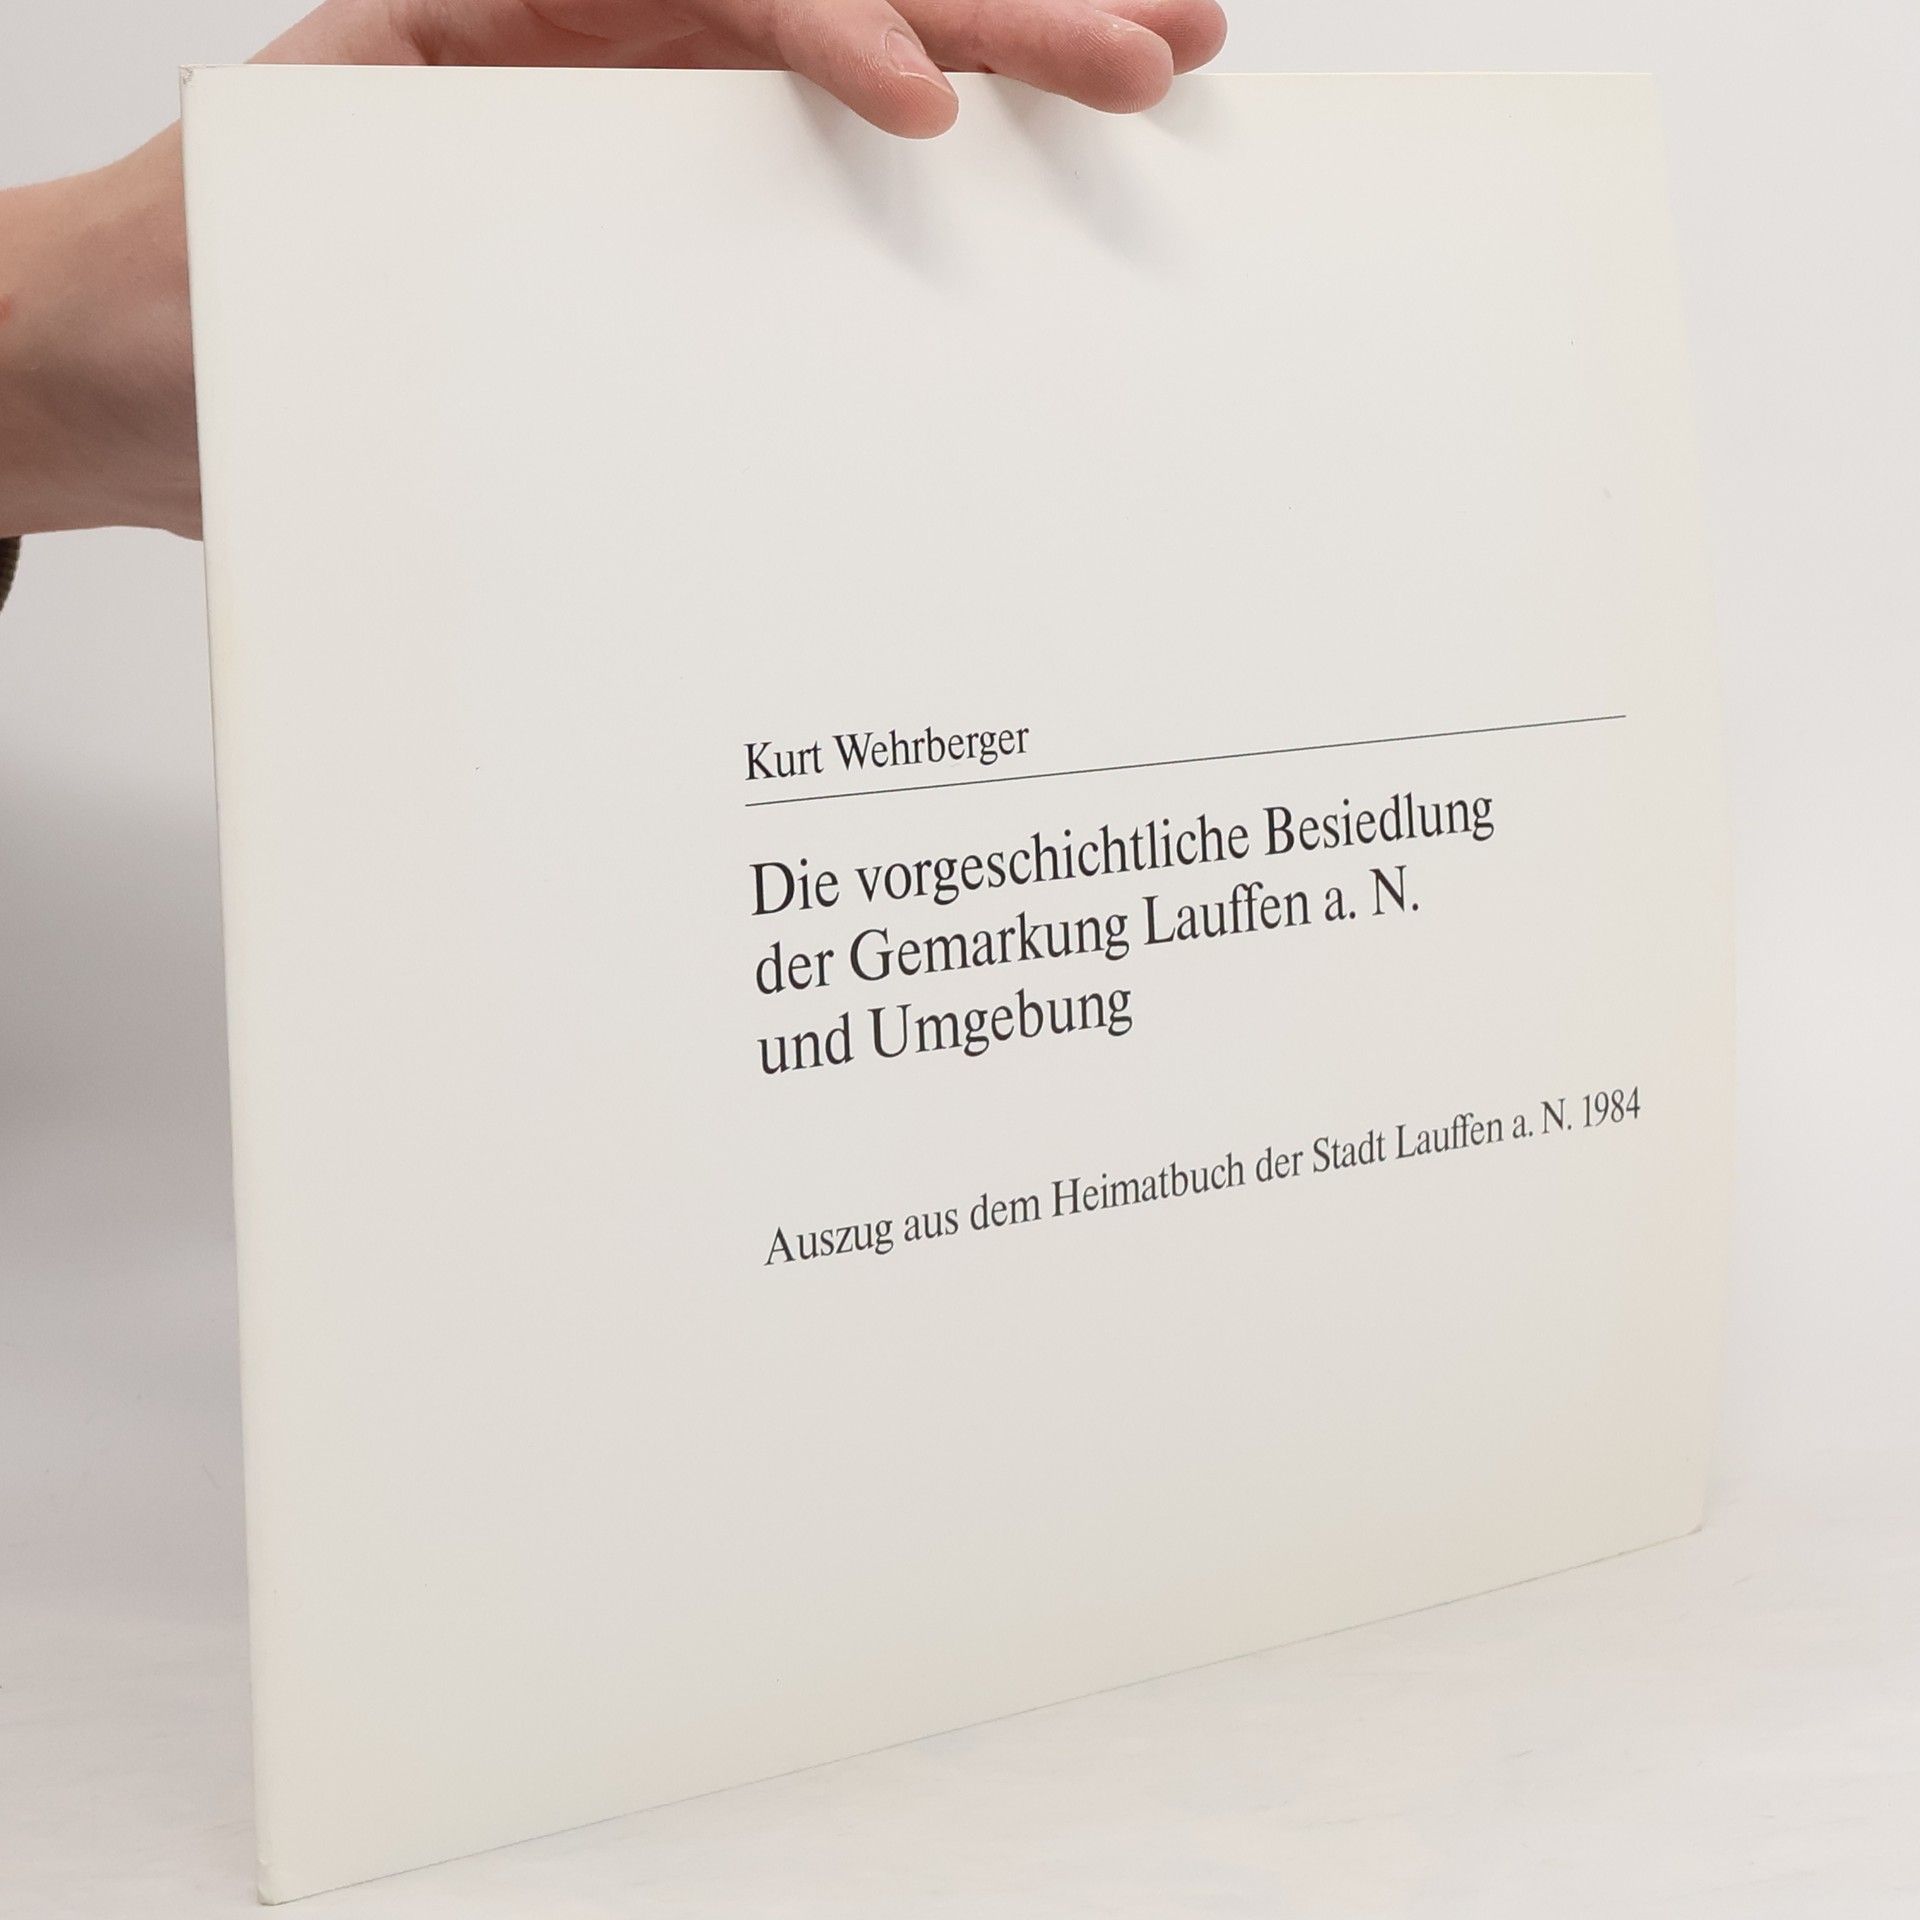 Kurt Wehrberger
Die vorgeschichtliche Besiedlung
der Gemarkung Lauffen a. N.
und Umgebung
Auszug aus dem Heimatbuch der Stadt Lauffen a. N. 1984